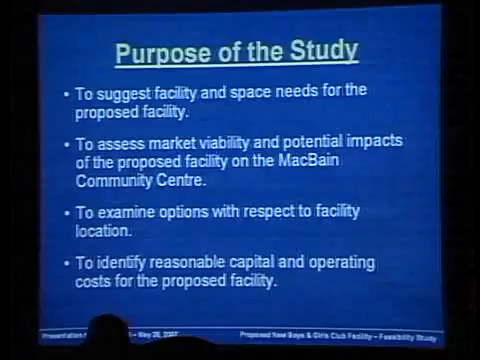 Purpose of the Study
• To suggest facility and space needs for the
proposed facility.
• To assess market viability and potential impacts
of the proposed facility on the MacBain
Community Centre.
• To examine options with respect to facility
location.
• To identify reasonable capital and operating
costs for the proposed facility.
Presentation – May 28, 2007
Proposed New Boys & Girls Club Facility – Feasibility Study